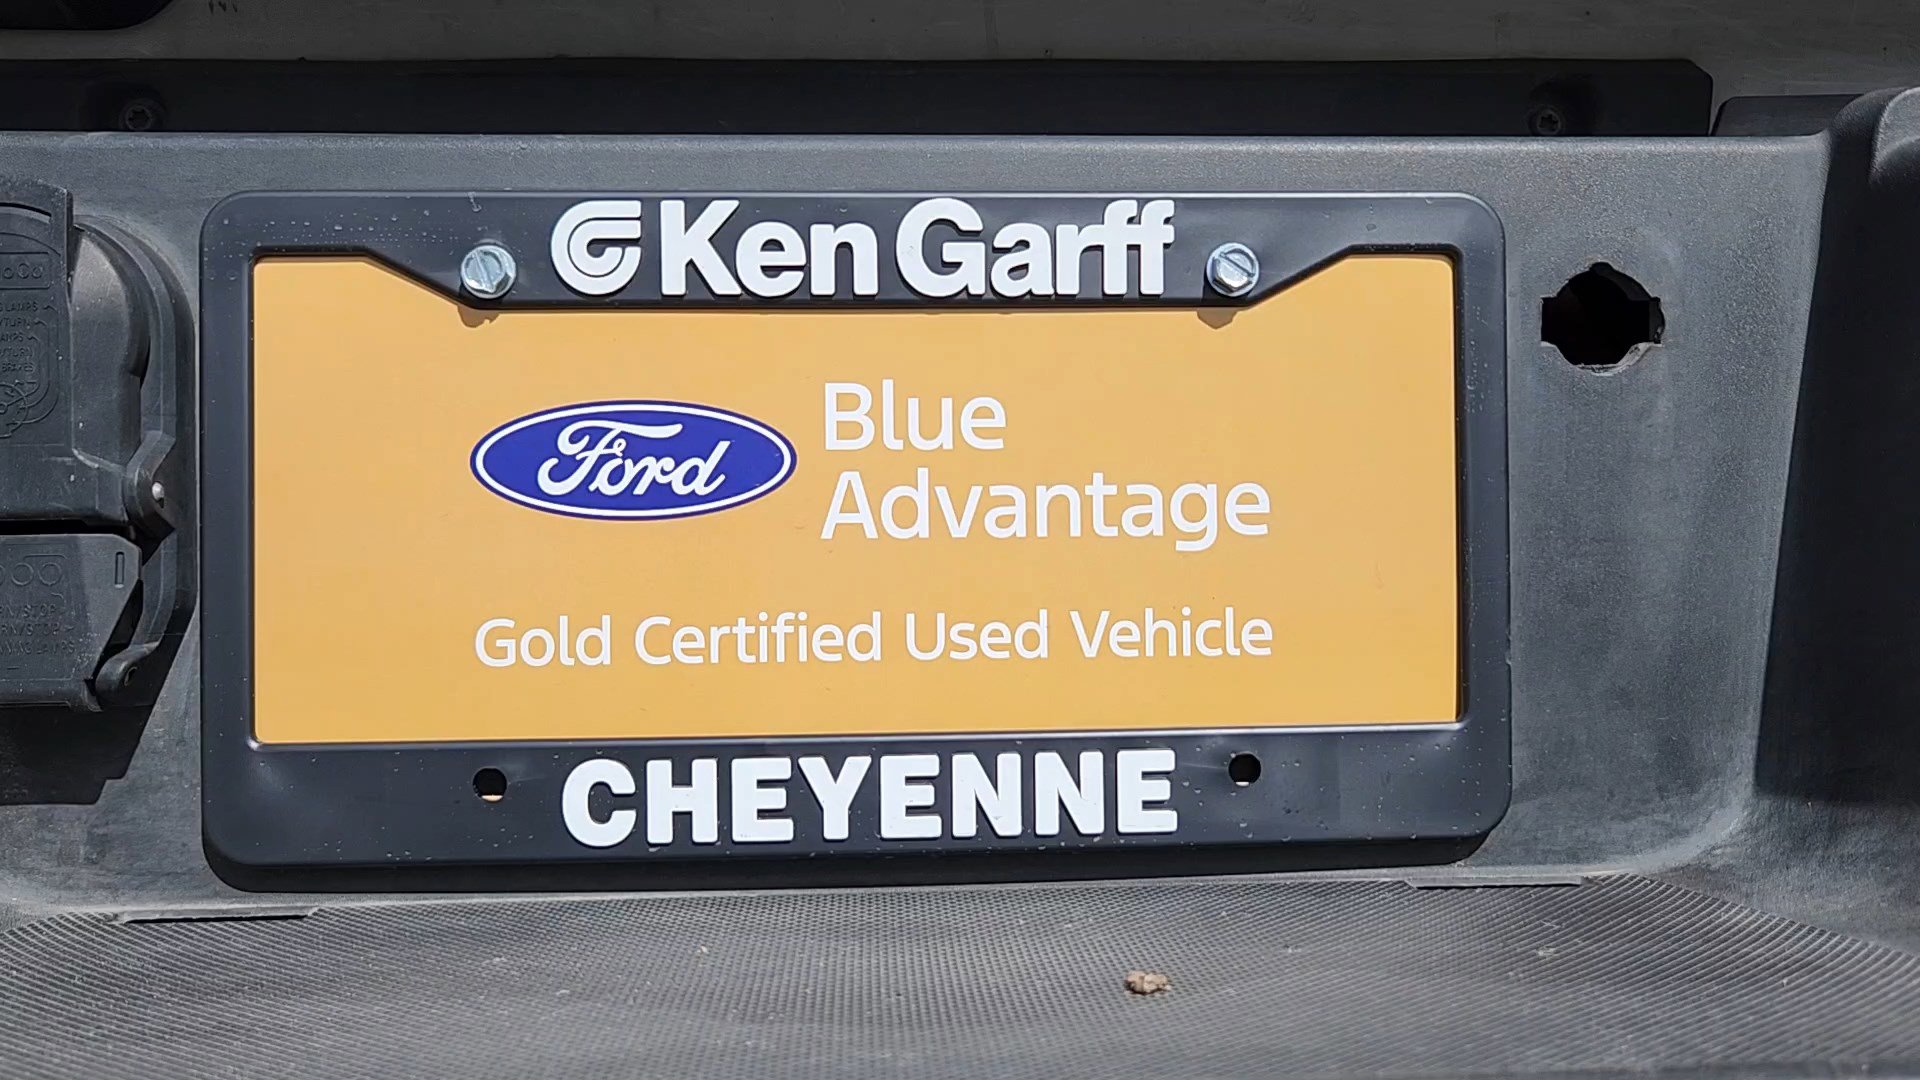 Ken Garff
Ford
Blue
Advantage
Gold Certified Used Vehicle
CHEYENNE